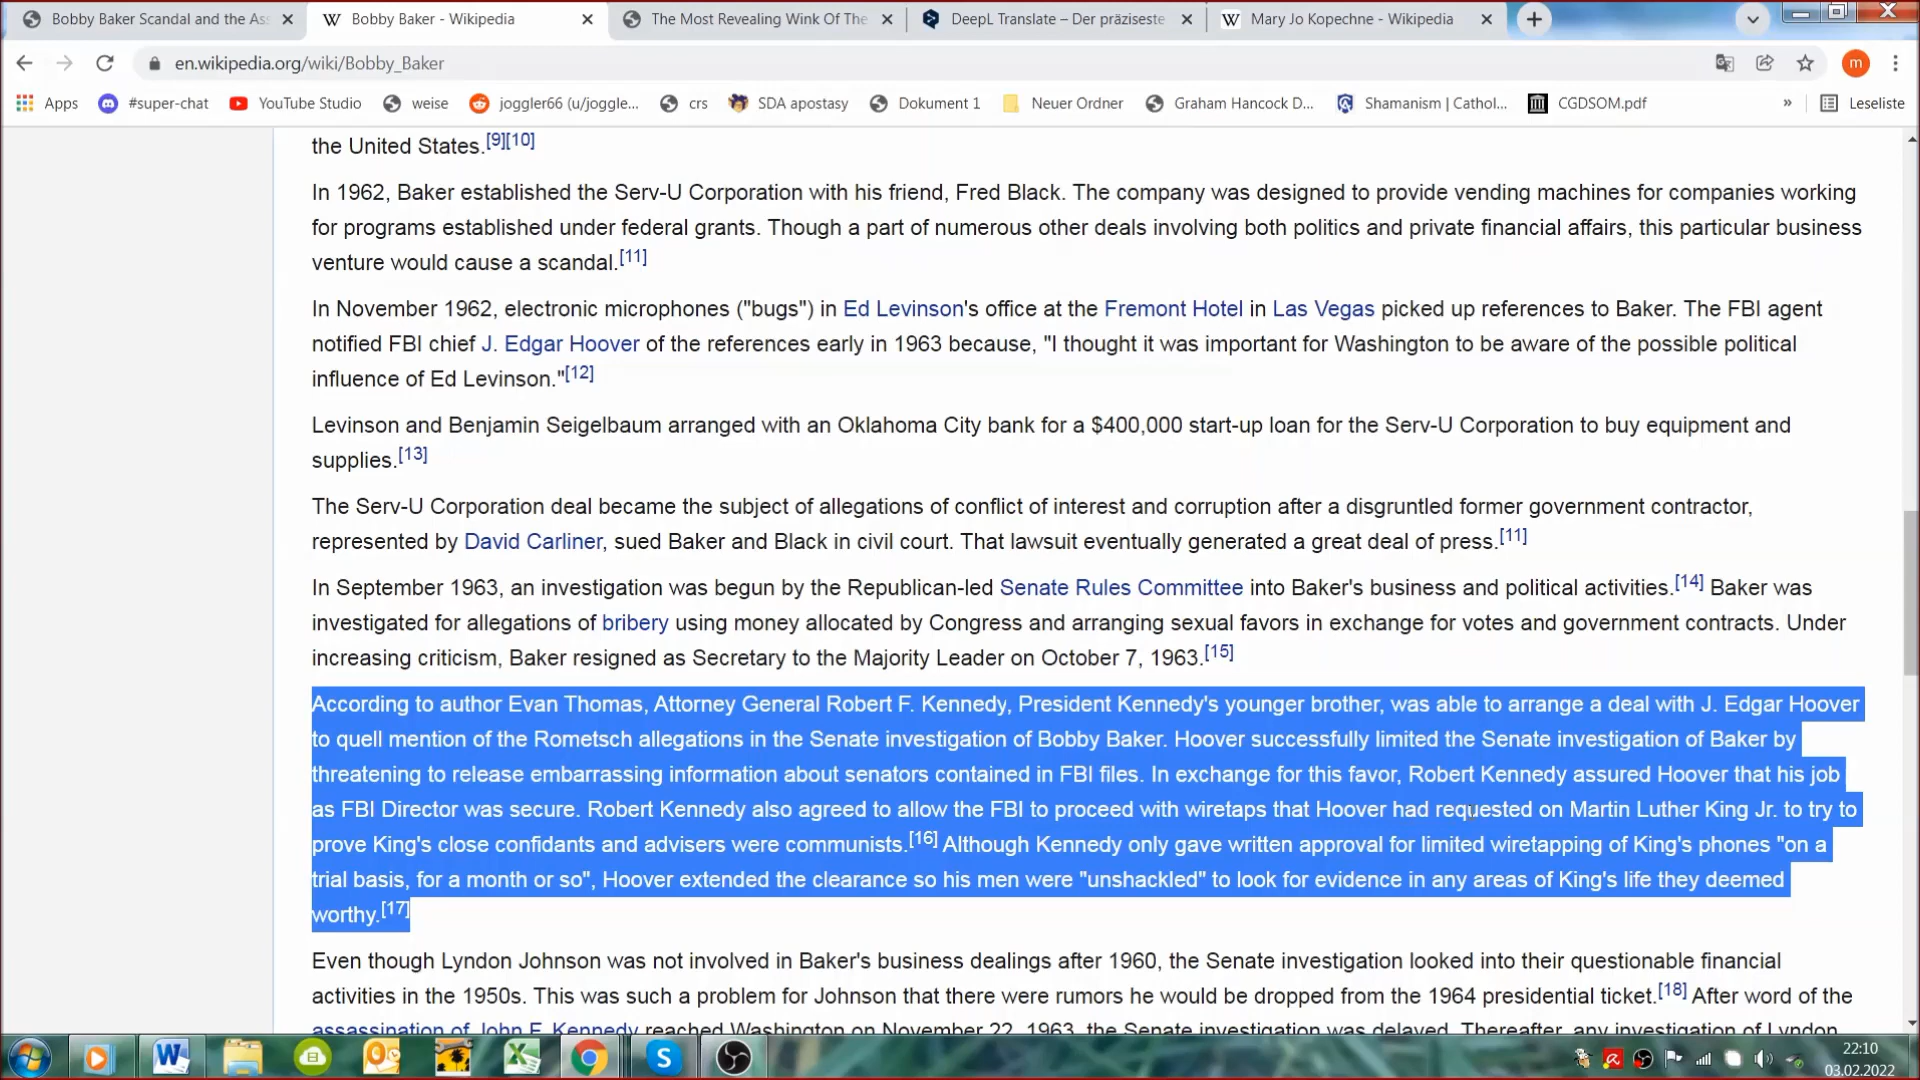 Bobby Baker Scandal and the Ass
Bobby Baker - Wikipedia
The Most Revealing Wink Of The
DeepL Translate – Der präziseste
Mary Jo Kopechne - Wikipedia
en.wikipedia.org/wiki/Bobby_Baker
m
Apps
#super-chat
YouTube Studio
weise
joggler66 (u/joggle...
crs
SDA apostasy
Dokument 1
Neuer Ordner
Graham Hancock D...
Shamanism | Cathol...
CGDSOM.pdf
»
Leseliste
the United States.[9][10]
In 1962, Baker established the Serv-U Corporation with his friend, Fred Black. The company was designed to provide vending machines for companies working
for programs established under federal grants. Though a part of numerous other deals involving both politics and private financial affairs, this particular business
venture would cause a scandal.[11]
In November 1962, electronic microphones ("bugs") in Ed Levinson's office at the Fremont Hotel in Las Vegas picked up references to Baker. The FBI agent
notified FBI chief J. Edgar Hoover of the references early in 1963 because, "I thought it was important for Washington to be aware of the possible political
influence of Ed Levinson."[12]
Levinson and Benjamin Seigelbaum arranged with an Oklahoma City bank for a $400,000 start-up loan for the Serv-U Corporation to buy equipment and
supplies.[13]
The Serv-U Corporation deal became the subject of allegations of conflict of interest and corruption after a disgruntled former government contractor,
represented by David Carliner, sued Baker and Black in civil court. That lawsuit eventually generated a great deal of press.[11]
In September 1963, an investigation was begun by the Republican-led Senate Rules Committee into Baker's business and political activities.[14] Baker was
investigated for allegations of bribery using money allocated by Congress and arranging sexual favors in exchange for votes and government contracts. Under
increasing criticism, Baker resigned as Secretary to the Majority Leader on October 7, 1963.[15]
According to author Evan Thomas, Attorney General Robert F. Kennedy, President Kennedy's younger brother, was able to arrange a deal with J. Edgar Hoover
to quell mention of the Rometsch allegations in the Senate investigation of Bobby Baker. Hoover successfully limited the Senate investigation of Baker by
threatening to release embarrassing information about senators contained in FBI files. In exchange for this favor, Robert Kennedy assured Hoover that his job
as FBI Director was secure. Robert Kennedy also agreed to allow the FBI to proceed with wiretaps that Hoover had requested on Martin Luther King Jr. to try to
prove King's close confidants and advisers were communists.[16] Although Kennedy only gave written approval for limited wiretapping of King's phones "on a
trial basis, for a month or so", Hoover extended the clearance so his men were "unshackled" to look for evidence in any areas of King's life they deemed
worthy.[17]
Even though Lyndon Johnson was not involved in Baker's business dealings after 1960, the Senate investigation looked into their questionable financial
activities in the 1950s. This was such a problem for Johnson that there were rumors he would be dropped from the 1964 presidential ticket.[18] After word of the
assassination of John F. Kennedy reached Washington on November 22, 1963, the Senate investigation was delayed. Thereafter, any investigation of Lyndon
22:10
03.02.2022